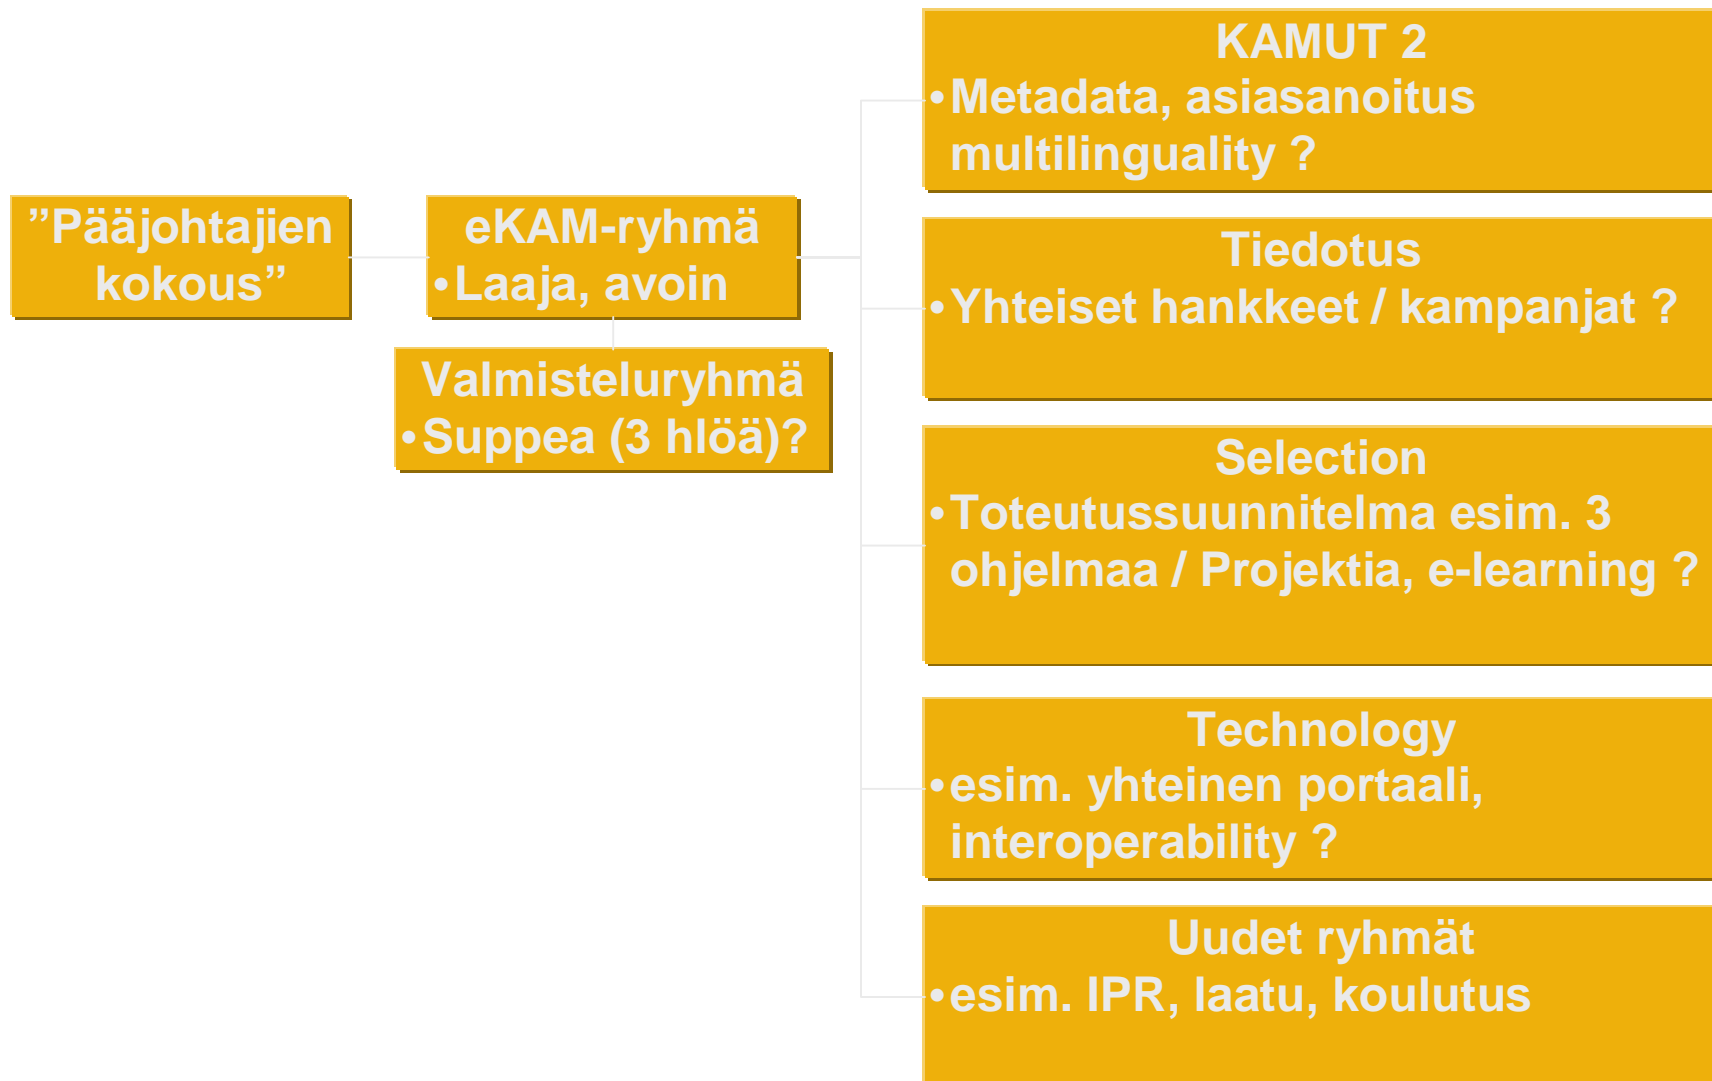 ”Pääjohtajien
kokous”
eKAM-ryhmä
•Laaja, avoin
Valmisteluryhmä
•Suppea (3 hlöä)?
KAMUT 2
•Metadata, asiasanoitus
multilinguality ?
Tiedotus
•Yhteiset hankkeet / kampanjat ?
Selection
•Toteutussuunnitelma esim. 3
ohjelmaa / Projektia, e-learning ?
Technology
•esim. yhteinen portaali,
interoperability ?
Uudet ryhmät
•esim. IPR, laatu, koulutus